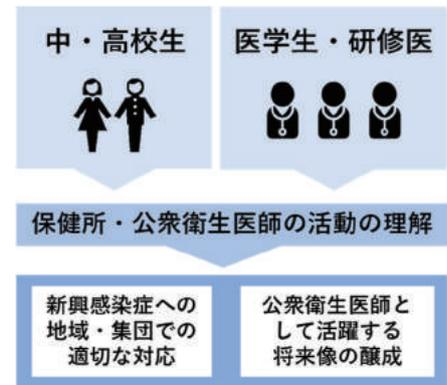 中・高校生
医学生・研修医
保健所・公衆衛生医師の活動の理解
新興感染症への
地域・集団での
適切な対応
公衆衛生医師と
して活躍する
将来像の醸成